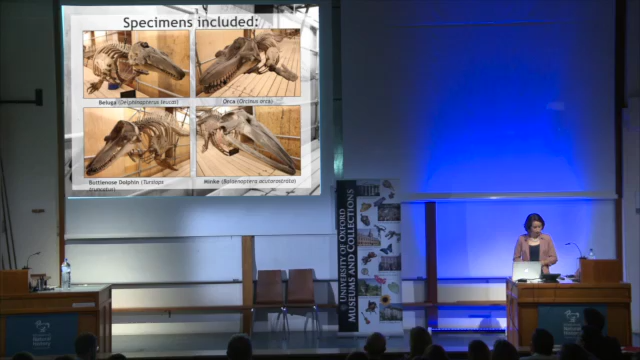 Specimens included:
Beluga (Delphinapterus leucas)
Orca (Orcinus orca)
Bottlenose Dolphin (Tursiops
truncatus)
Minke (Balaenoptera acutorostrata)
UNIVERSITY OF OXFORD
MUSEUMS AND COLLECTIONS